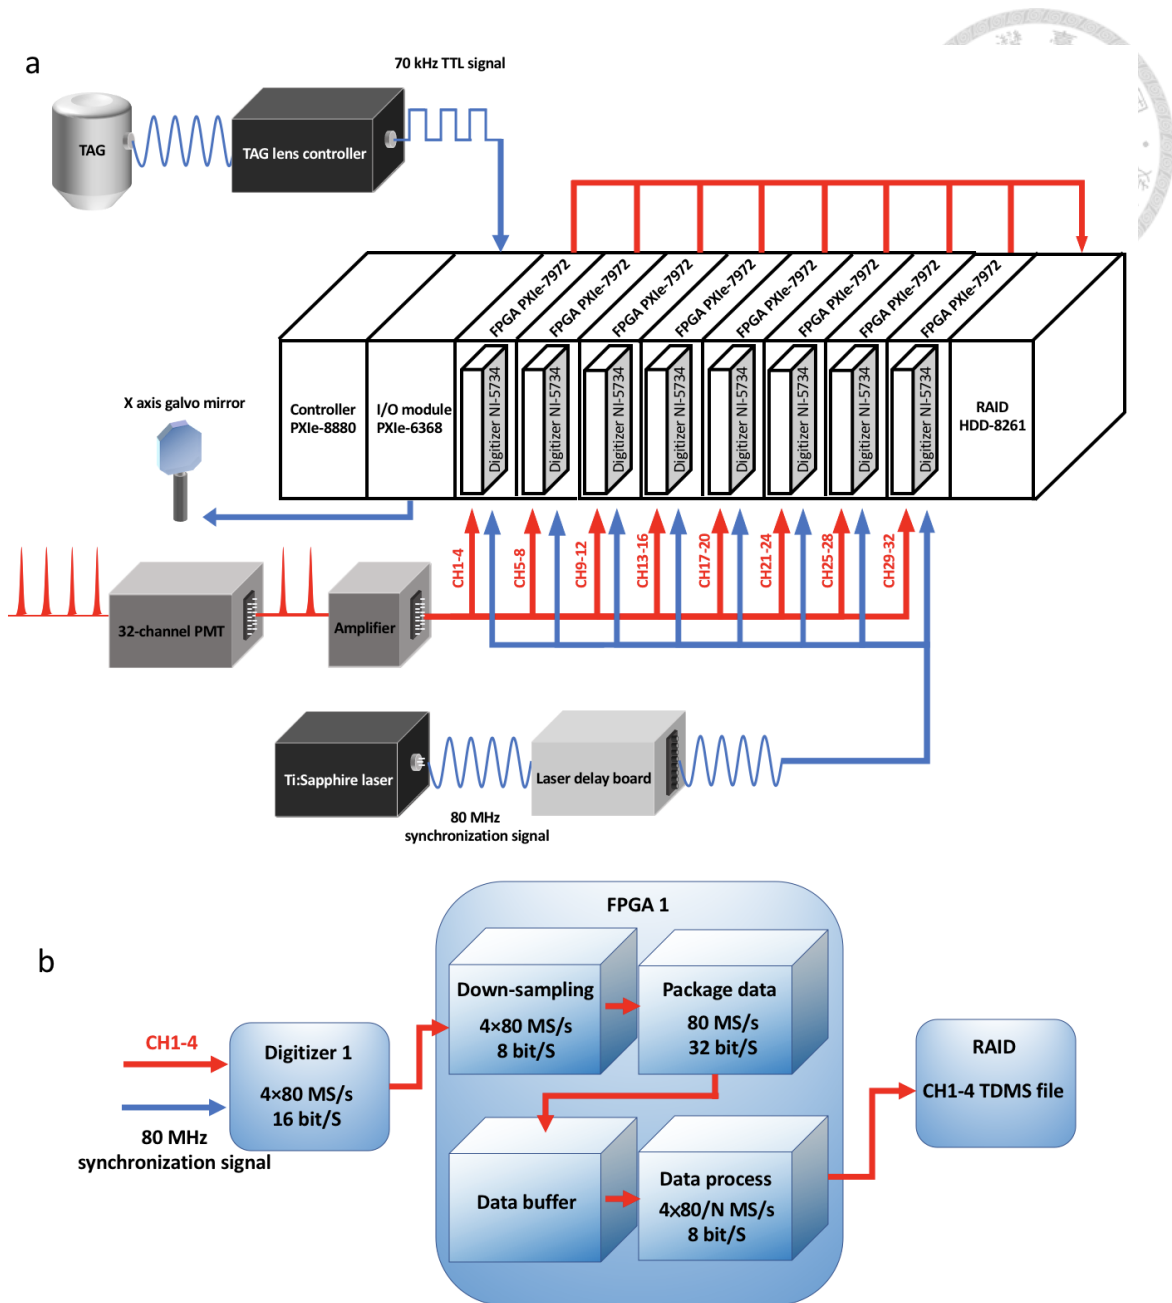 a
70 kHz TTL signal
TAG
TAG lens controller
FPGA PXIe-7972
FPGA PXIe-7972
FPGA PXIe-7972
FPGA PXIe-7972
FPGA PXIe-7972
FPGA PXIe-7972
FPGA PXIe-7972
FPGA PXIe-7972
X axis galvo mirror
Controller
PXIe-8880
I/O module
PXIe-6368
Digitizer NI-5734
Digitizer NI-5734
Digitizer NI-5734
Digitizer NI-5734
Digitizer NI-5734
Digitizer NI-5734
Digitizer NI-5734
Digitizer NI-5734
RAID
HDD-8261
CH1-4
CH5-8
CH9-12
CH13-16
CH17-20
CH21-24
CH25-28
CH29-32
32-channel PMT
Amplifier
Ti:Sapphire laser
Laser delay board
80 MHz
synchronization signal
b
FPGA 1
Down-sampling
4×80 MS/s
8 bit/S
Package data
80 MS/s
32 bit/S
CH1-4
Digitizer 1
4×80 MS/s
16 bit/S
80 MHz
synchronization signal
RAID
CH1-4 TDMS file
Data buffer
Data process
4×80/N MS/s
8 bit/S